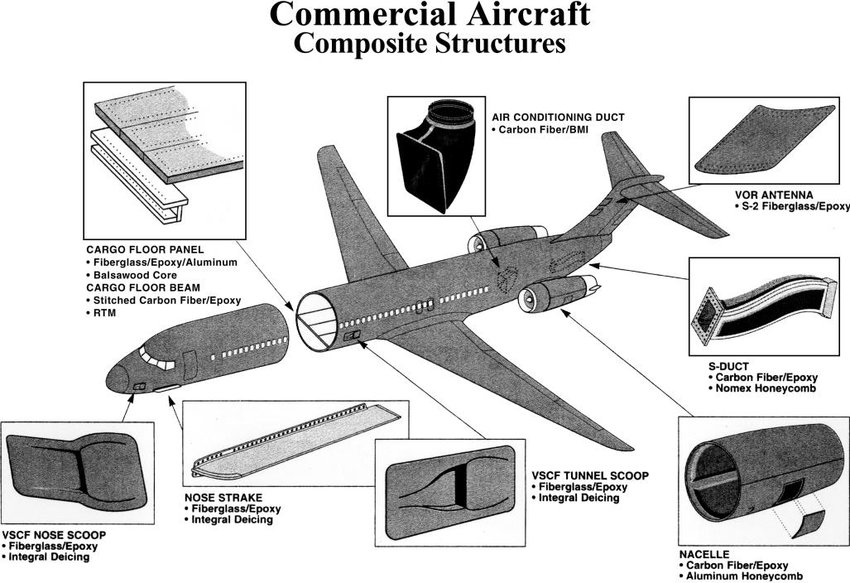 Commercial Aircraft
Composite Structures
AIR CONDITIONING DUCT
• Carbon Fiber/BMI
VOR ANTENNA
• S-2 Fiberglass/Epoxy
CARGO FLOOR PANEL
• Fiberglass/Epoxy/Aluminum
• Balsawood Core
CARGO FLOOR BEAM
• Stitched Carbon Fiber/Epoxy
• RTM
S-DUCT
• Carbon Fiber/Epoxy
• Nomex Honeycomb
NOSE STRAKE
• Fiberglass/Epoxy
• Integral Deicing
VSCF TUNNEL SCOOP
• Fiberglass/Epoxy
• Integral Deicing
VSCF NOSE SCOOP
• Fiberglass/Epoxy
• Integral Deicing
NACELLE
• Carbon Fiber/Epoxy
• Aluminum Honeycomb